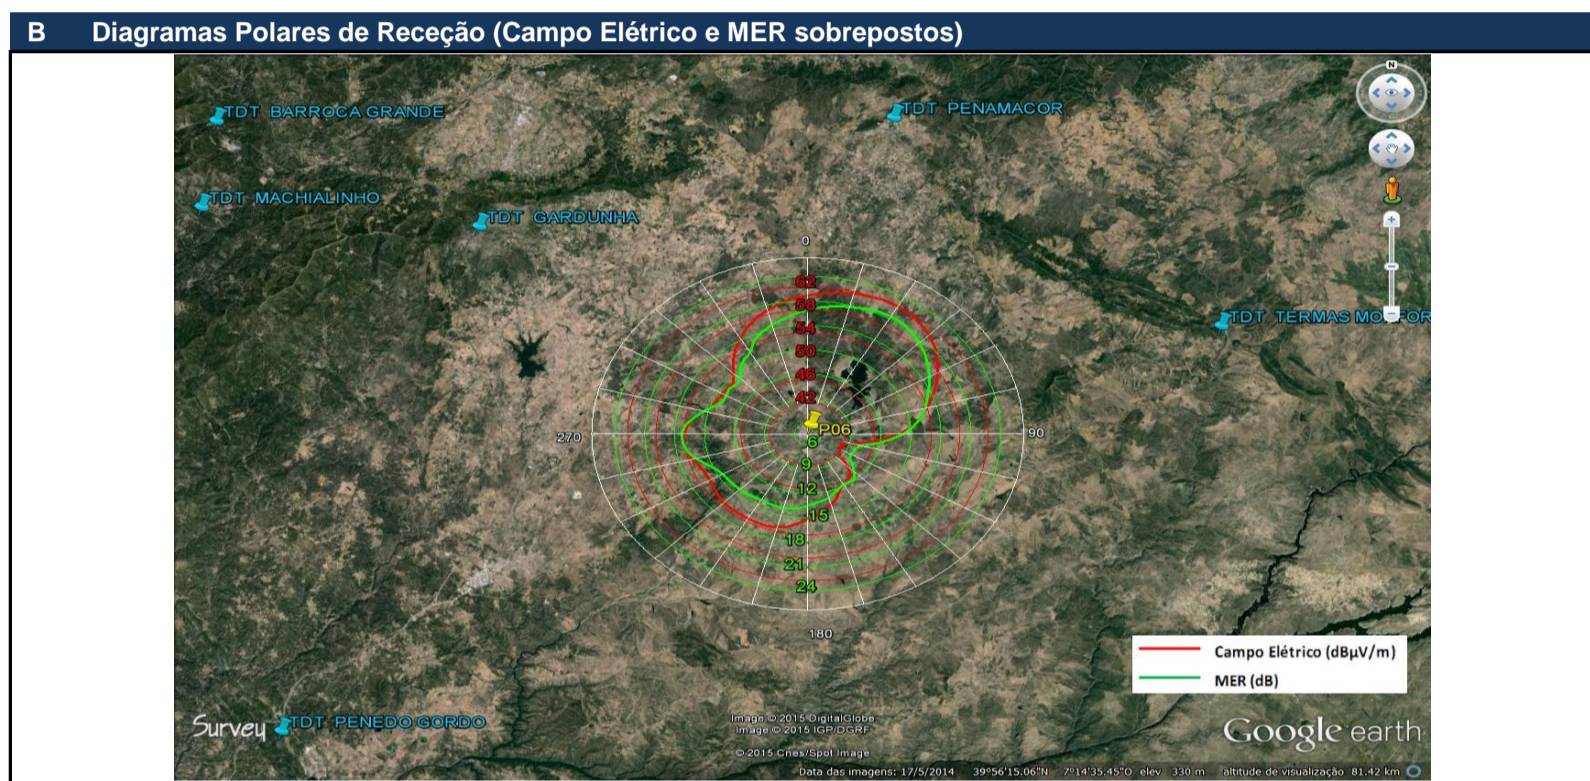 B Diagramas Polares de Receção (Campo Elétrico e MER sobrepostos)
N
TDT BARROCA GRANDE
TDT PENAMACOR
TDT MACHIALINHO
TDT GARDUNHA
0
62
58
54
50
46
42
TDT TERMAS MONFOR
270
P06
90
6
9
12
15
18
21
24
180
Campo Elétrico (dBµV/m)
MER (dB)
Survey
TDT PENEDO GORDO
Image © 2015 DigitalGlobe
Image © 2015 IGP/DGRF
© 2015 Cnes/Spot Image
Google earth
Data das imagens: 17/5/2014 39°56'15.06"N 7°14'35.45"O elev 330 m altitude de visualização 81.42 km